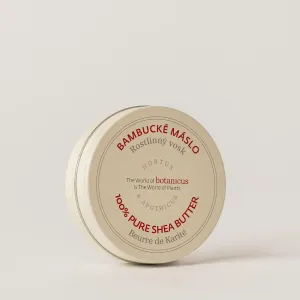 BAMBUCKÉ MÁSLO
Rostlinný vosk
HORTUS
The World of botanicus
is The World of Plants
& APOTHICUS
100% PURE SHEA BUTTER
Beurre de Karité